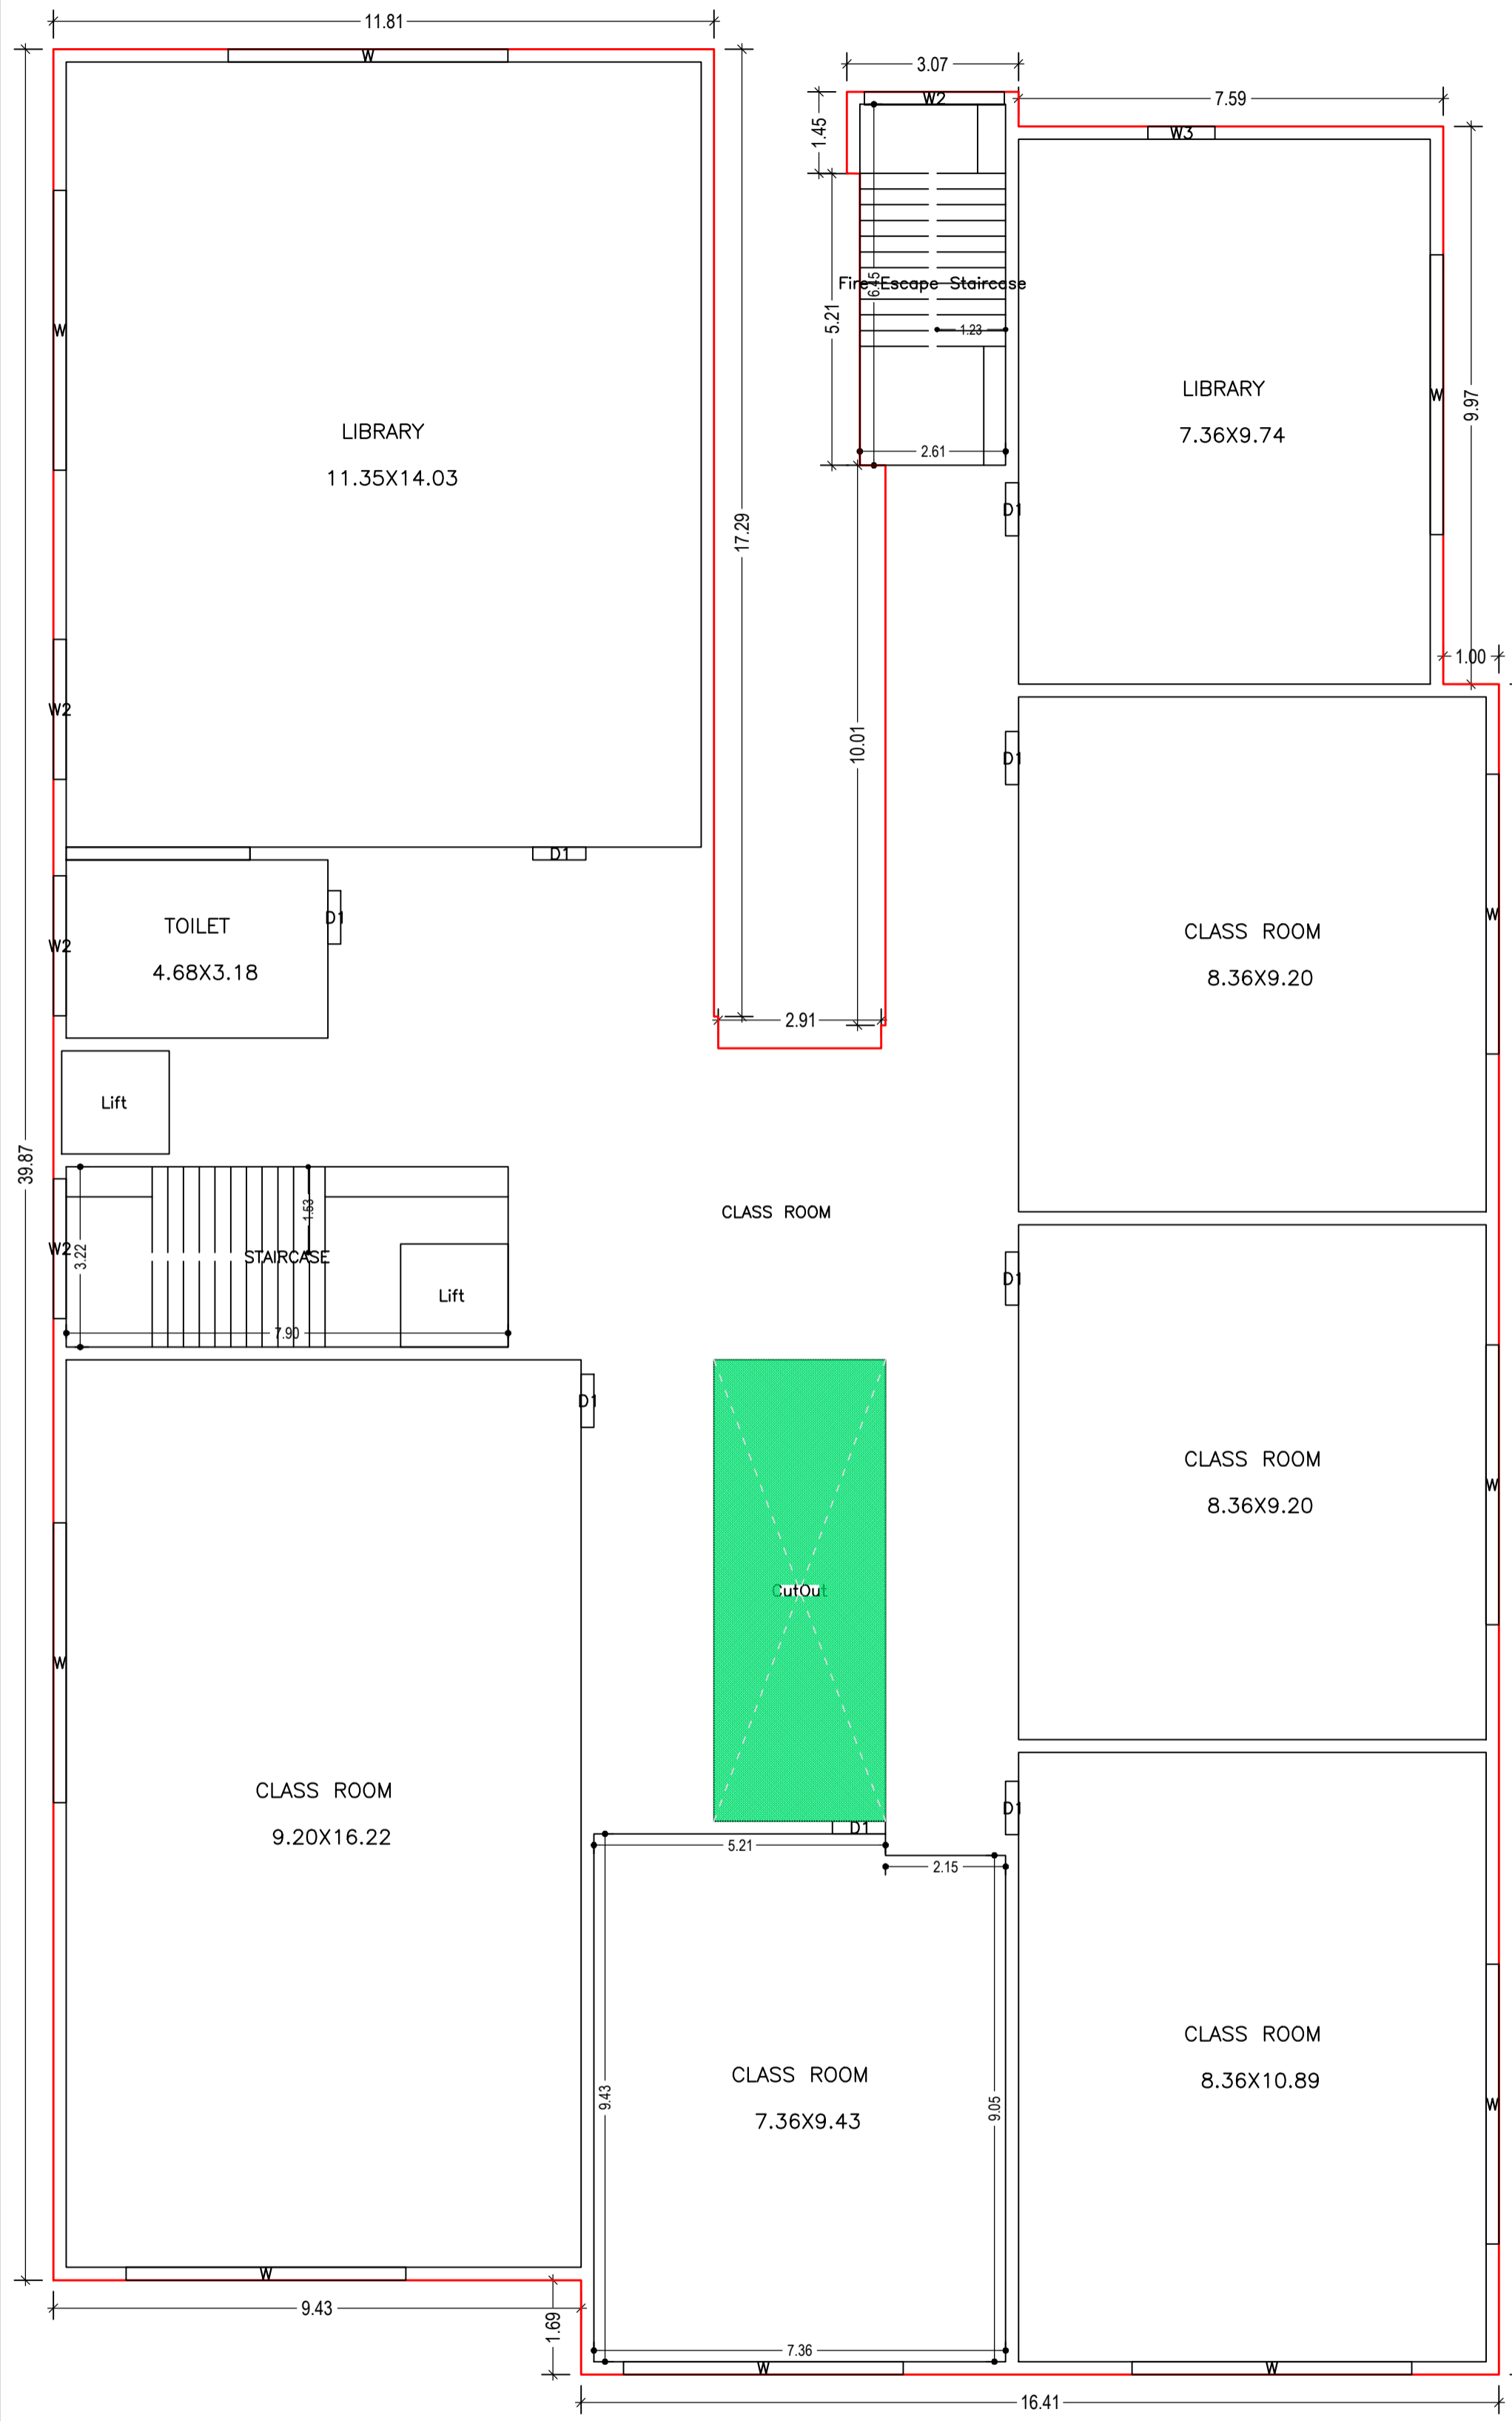 11.81
W
3.07
W2
7.59
W3
1.45
W
Fire Escape Staircase
6.45
5.21
1.23
LIBRARY
7.36X9.74
W
9.97
LIBRARY
11.35X14.03
2.61
D1
17.29
1.00
W2
10.01
D1
D1
TOILET
4.68X3.18
W2
D1
CLASS ROOM
8.36X9.20
W
2.91
Lift
39.87
1.53
CLASS ROOM
W2
3.22
STAIRCASE
Lift
7.90
D1
D1
CLASS ROOM
8.36X9.20
W
CutOut
W
CLASS ROOM
9.20X16.22
D1
D1
5.21
2.15
CLASS ROOM
8.36X10.89
W
CLASS ROOM
7.36X9.43
9.43
9.05
W
9.43
1.69
7.36
W
W
16.41